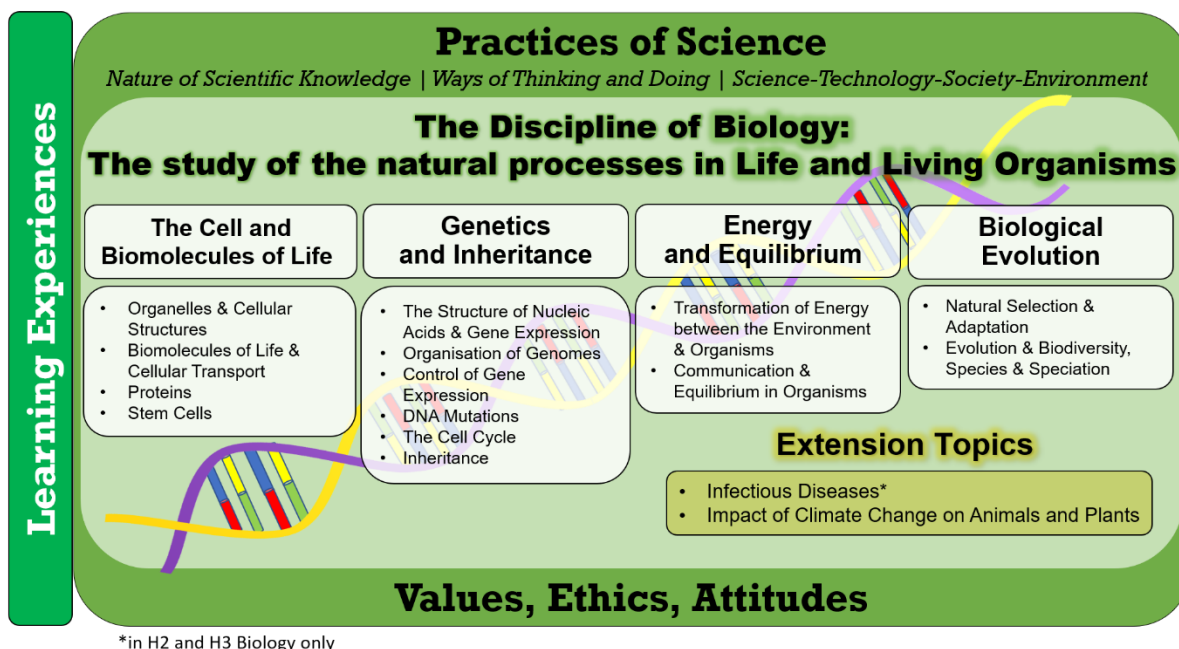 Learning Experiences
Practices of Science
Nature of Scientific Knowledge | Ways of Thinking and Doing | Science-Technology-Society-Environment
The Discipline of Biology:
The study of the natural processes in Life and Living Organisms
The Cell and
Biomolecules of Life
• Organelles & Cellular
Structures
• Biomolecules of Life &
Cellular Transport
• Proteins
• Stem Cells
Genetics
and Inheritance
• The Structure of Nucleic
Acids & Gene Expression
• Organisation of Genomes
• Control of Gene
Expression
• DNA Mutations
• The Cell Cycle
• Inheritance
Energy
and Equilibrium
• Transformation of Energy
between the Environment
& Organisms
• Communication &
Equilibrium in Organisms
Biological
Evolution
• Natural Selection &
Adaptation
• Evolution & Biodiversity,
Species & Speciation
Extension Topics
• Infectious Diseases*
• Impact of Climate Change on Animals and Plants
Values, Ethics, Attitudes
*in H2 and H3 Biology only